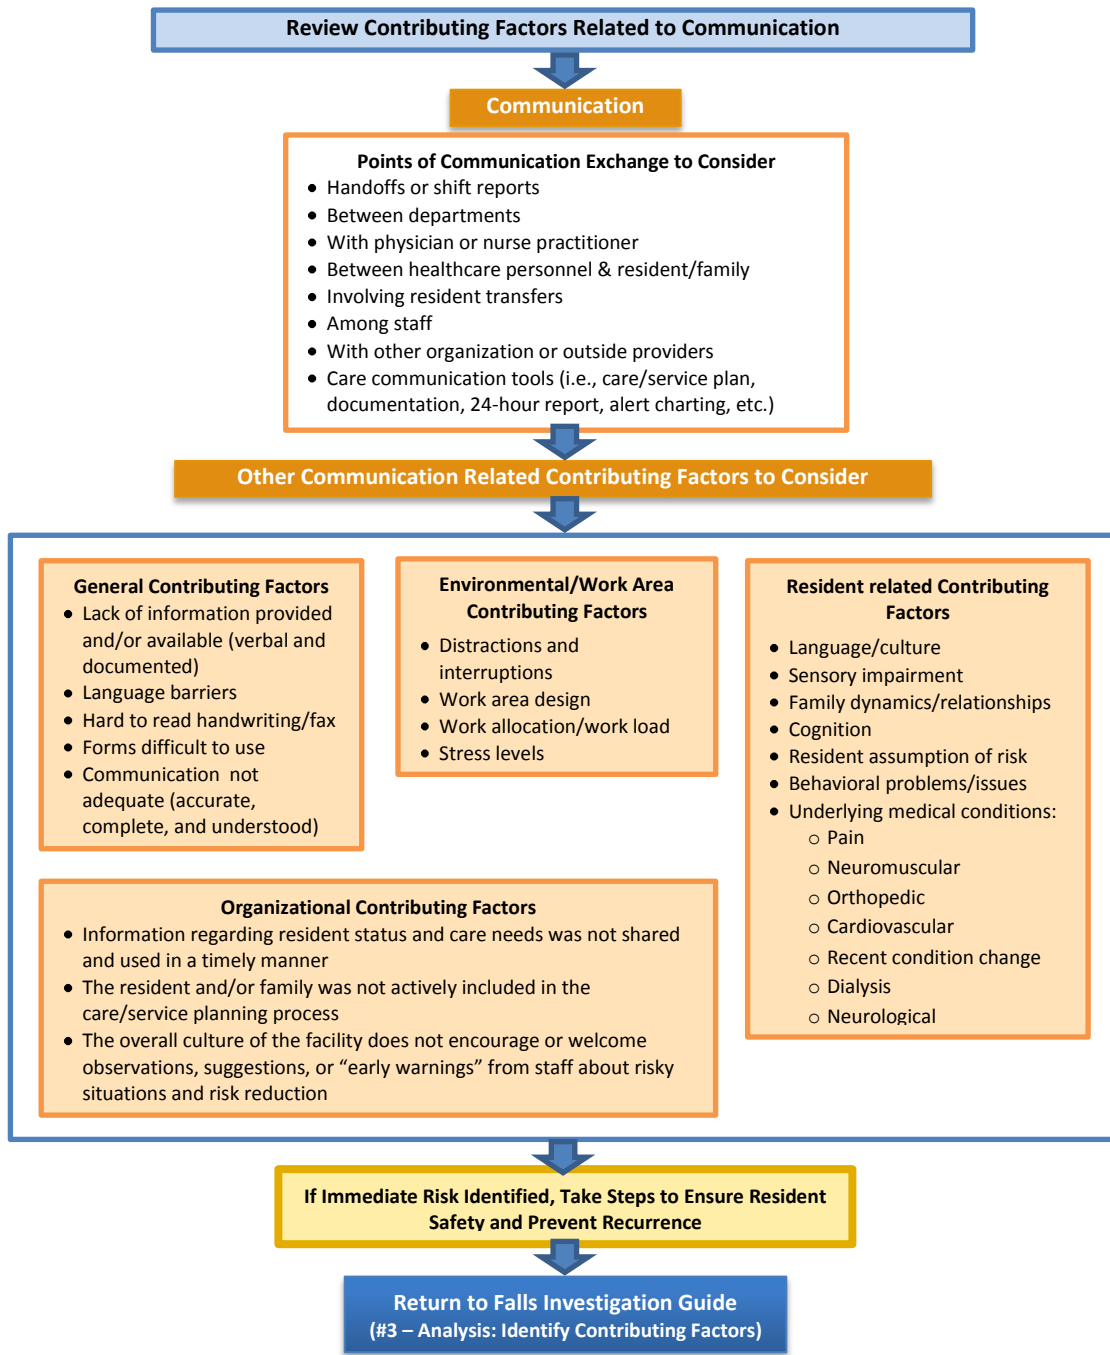 Review Contributing Factors Related to Communication
Communication
Points of Communication Exchange to Consider
• Handoffs or shift reports
• Between departments
• With physician or nurse practitioner
• Between healthcare personnel & resident/family
• Involving resident transfers
• Among staff
• With other organization or outside providers
• Care communication tools (i.e., care/service plan,
documentation, 24-hour report, alert charting, etc.)
Other Communication Related Contributing Factors to Consider
General Contributing Factors
• Lack of information provided
and/or available (verbal and
documented)
• Language barriers
• Hard to read handwriting/fax
• Forms difficult to use
• Communication not
adequate (accurate,
complete, and understood)
Environmental/Work Area
Contributing Factors
• Distractions and
interruptions
• Work area design
• Work allocation/work load
• Stress levels
Resident related Contributing
Factors
• Language/culture
• Sensory impairment
• Family dynamics/relationships
• Cognition
• Resident assumption of risk
• Behavioral problems/issues
• Underlying medical conditions:
o Pain
o Neuromuscular
o Orthopedic
o Cardiovascular
o Recent condition change
o Dialysis
o Neurological
Organizational Contributing Factors
• Information regarding resident status and care needs was not shared
and used in a timely manner
• The resident and/or family was not actively included in the
care/service planning process
• The overall culture of the facility does not encourage or welcome
observations, suggestions, or “early warnings” from staff about risky
situations and risk reduction
If Immediate Risk Identified, Take Steps to Ensure Resident
Safety and Prevent Recurrence
Return to Falls Investigation Guide
(#3 – Analysis: Identify Contributing Factors)